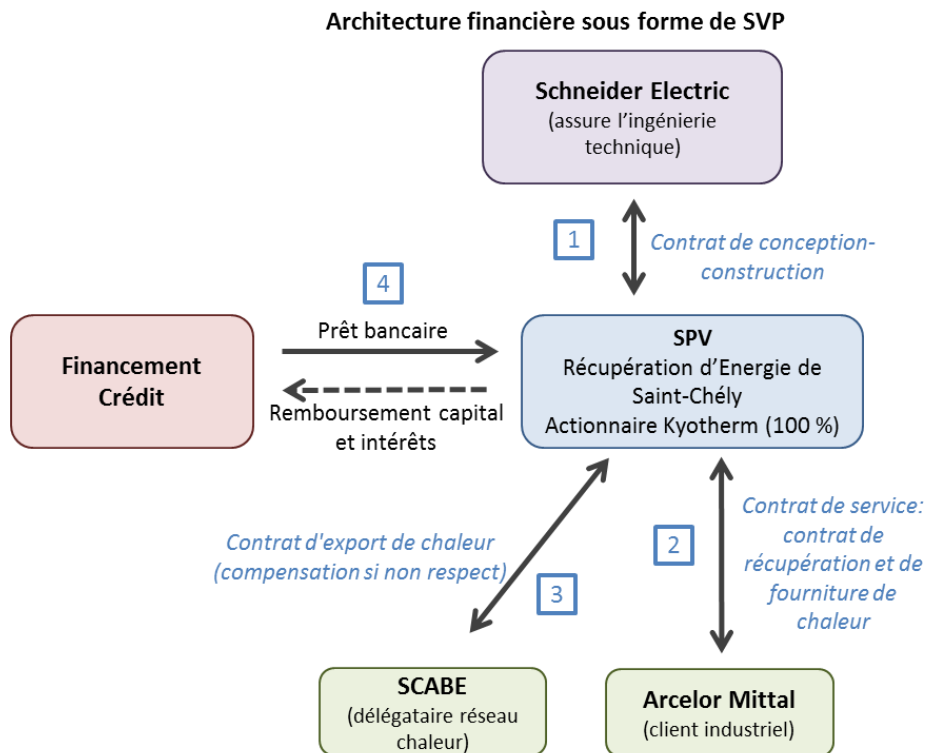 Architecture financière sous forme de SVP
Schneider Electric
(assure l'ingénierie
technique)
1
Contrat de conception-
construction
4
Prêt bancaire
Financement
Crédit
Remboursement capital
et intérêts
SPV
Récupération d'Energie de
Saint-Chély
Actionnaire Kyotherm (100 %)
Contrat d'export de chaleur
(compensation si non respect)
3
2
Contrat de service:
contrat de
récupération et de
fourniture de
chaleur
SCABE
(délégataire réseau
chaleur)
Arcelor Mittal
(client industriel)